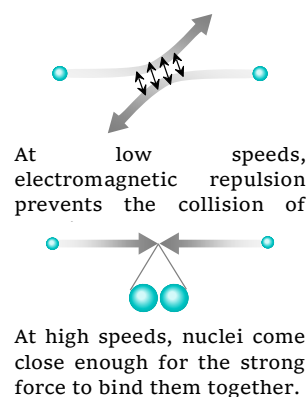 At low speeds,
electromagnetic repulsion
prevents the collision of
At high speeds, nuclei come
close enough for the strong
force to bind them together.